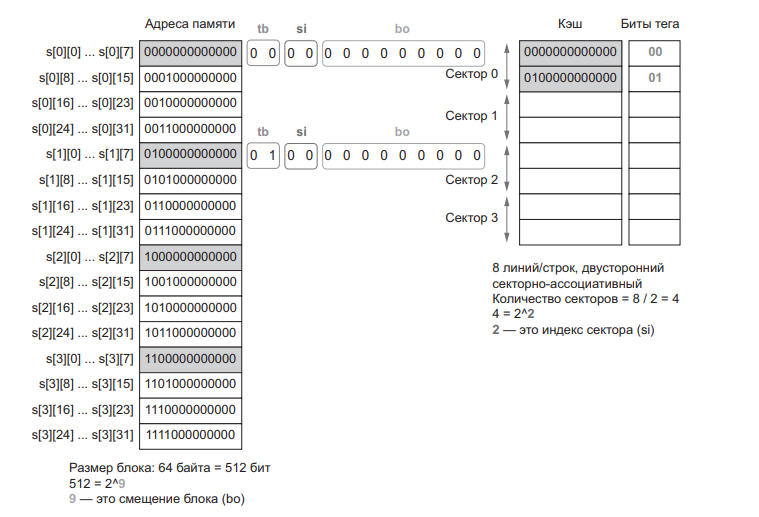 Адреса памяти
tb si bo
Кэш Биты тега
s[0][0] ... s[0][7] 0000000000000 0 0 0 0 0 0 0 0 0 0 0 0 0 0000000000000 00
s[0][8] ... s[0][15] 0001000000000 Сектор 0 0100000000000 01
s[0][16] ... s[0][23] 0010000000000
Сектор 1
s[0][24] ... s[0][31] 0011000000000
tb si bo
s[1][0] ... s[1][7] 0100000000000 0 1 0 0 0 0 0 0 0 0 0 0 0
s[1][8] ... s[1][15] 0101000000000 Сектор 2
s[1][16] ... s[1][23] 0110000000000
Сектор 3
s[1][24] ... s[1][31] 0111000000000
s[2][0] ... s[2][7] 1000000000000
s[2][8] ... s[2][15] 1001000000000
s[2][16] ... s[2][23] 1010000000000
s[2][24] ... s[2][31] 1011000000000
s[3][0] ... s[3][7] 1100000000000
s[3][8] ... s[3][15] 1101000000000
s[3][16] ... s[3][23] 1110000000000
s[3][24] ... s[3][31] 1111000000000
8 линий/строк, двусторонний
секторно-ассоциативный
Количество секторов = 8 / 2 = 4
4 = 2^2
2 — это индекс сектора (si)
Размер блока: 64 байта = 512 бит
512 = 2^9
9 — это смещение блока (bo)